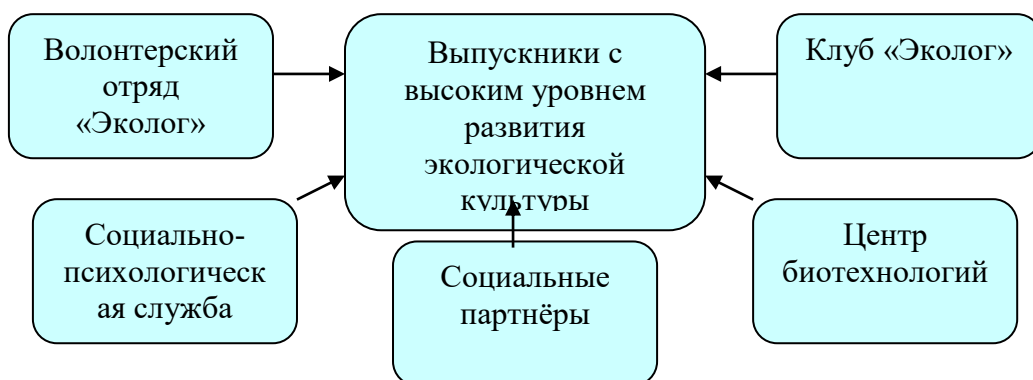 Волонтерский
отряд
«Эколог»
Выпускники с
высоким уровнем
развития
экологической
культуры
Клуб «Эколог»
Социально-
психологическ
ая служба
Социальные
партнёры
Центр
биотехнологий